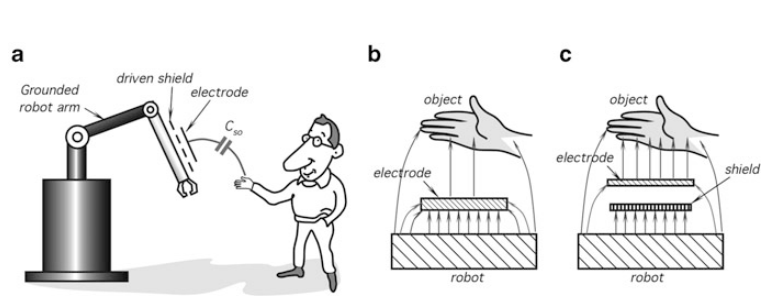 a
driven shield
Grounded
robot arm
electrode
Cso
b
object
electrode
robot
c
object
electrode
shield
robot